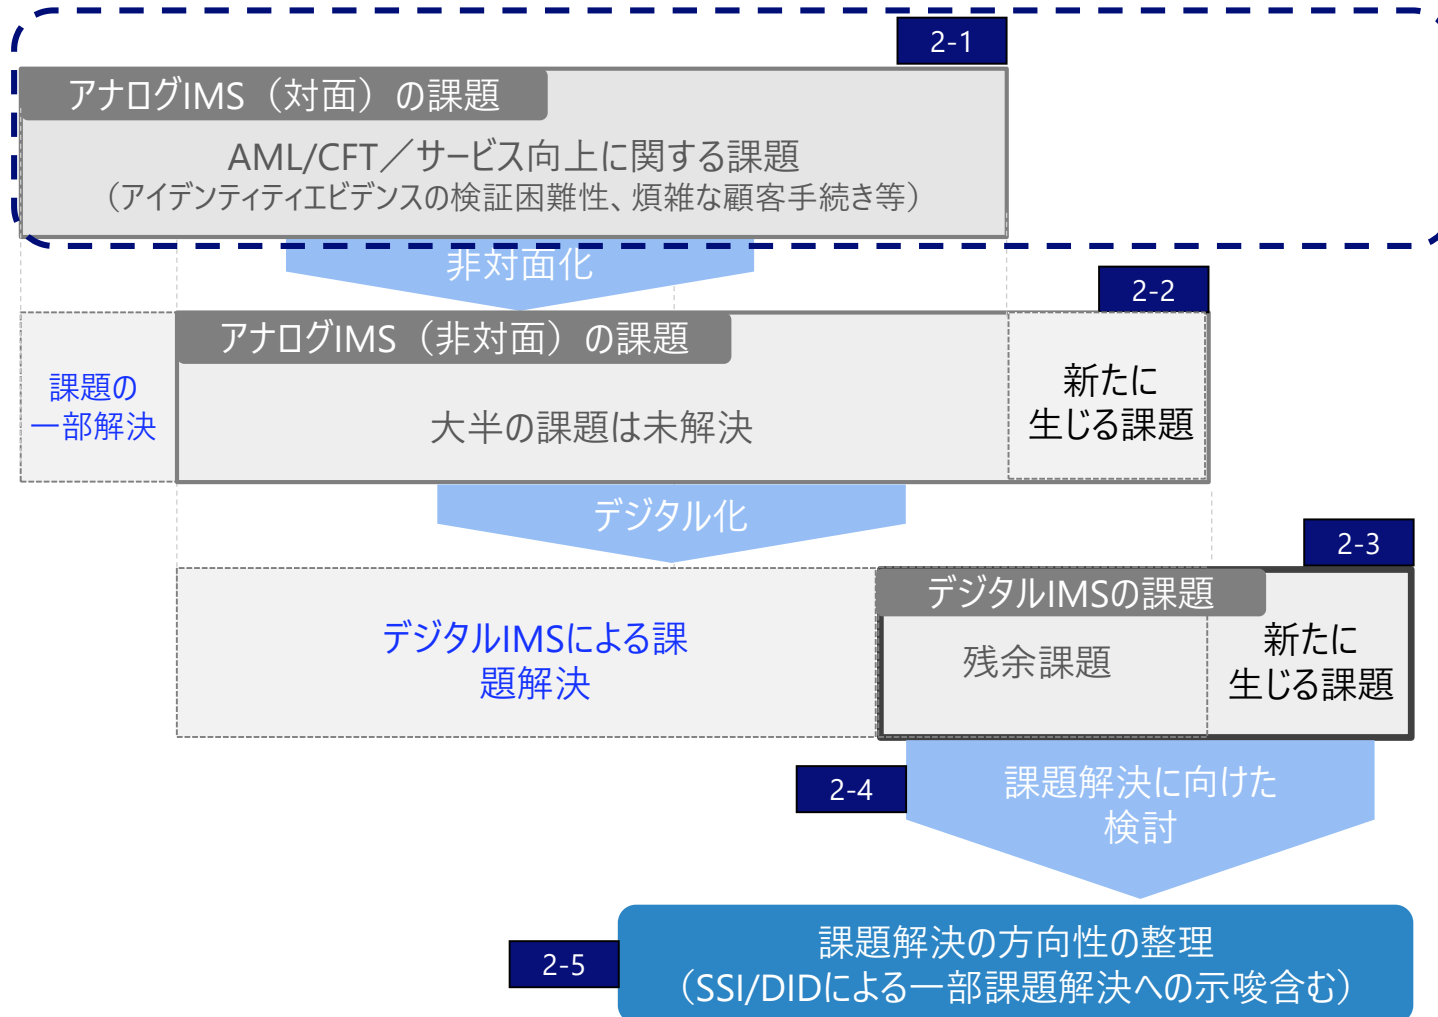 2-1
アナログIMS（対面）の課題
AML/CFT／サービス向上に関する課題
（アイデンティティエビデンスの検証困難性、煩雑な顧客手続き等）
非対面化
2-2
アナログIMS（非対面）の課題
課題の
一部解決
大半の課題は未解決
新たに
生じる課題
デジタル化
2-3
デジタルIMSの課題
デジタルIMSによる課
題解決
残余課題
新たに
生じる課題
2-4
課題解決に向けた
検討
2-5
課題解決の方向性の整理
（SSI/DIDによる一部課題解決への示唆含む）